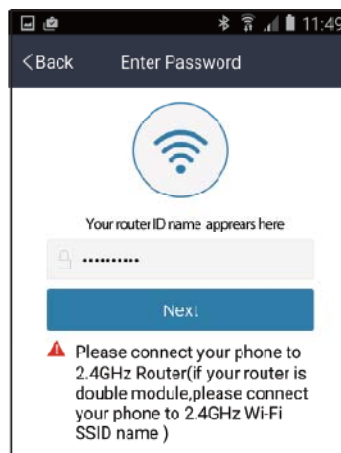 11:49
<Back Enter Password
Your router ID name apprears here
••••••••••
Next
Please connect your phone to
2.4GHz Router(if your router is
double module,please connect
your phone to 2.4GHz Wi-Fi
SSID name )